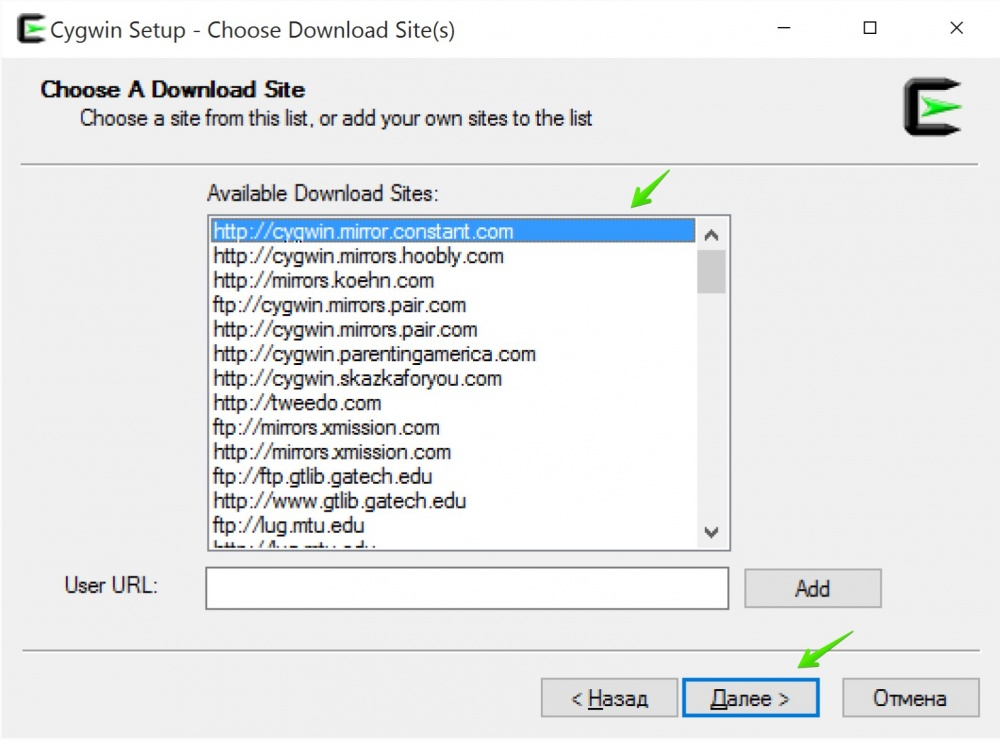 Cygwin Setup - Choose Download Site(s)
Choose A Download Site
Choose a site from this list, or add your own sites to the list
Available Download Sites:
http://cygwin.mirror.constant.com
http://cygwin.mirrors.hoobly.com
http://mirrors.koehn.com
ftp://cygwin.mirrors.pair.com
http://cygwin.mirrors.pair.com
http://cygwin.parentingamerica.com
http://cygwin.skazkaforyou.com
http://tweedo.com
ftp://mirrors.xmission.com
http://mirrors.xmission.com
ftp://ftp.gtlib.gatech.edu
http://www.gtlib.gatech.edu
ftp://lug.mtu.edu
http://lug.mtu.edu
User URL:
Add
< Назад
Далее >
Отмена